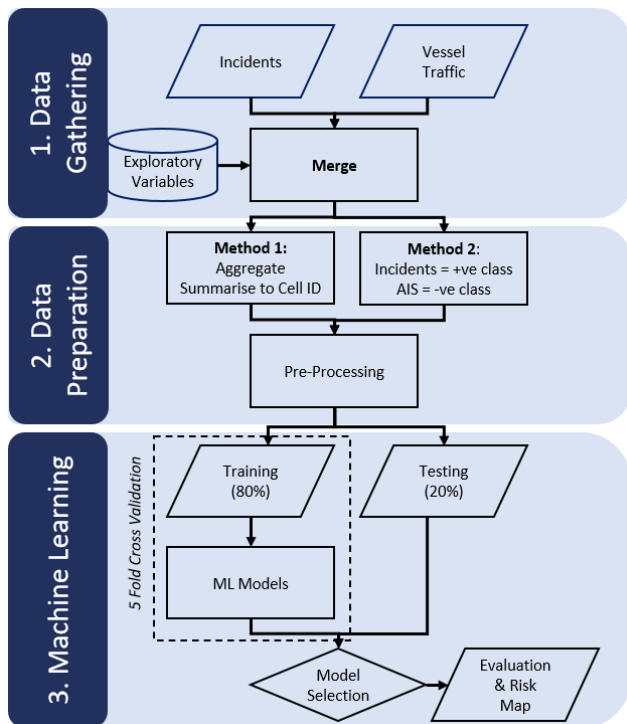 1. Data
Gathering
Incidents
Vessel
Traffic
Exploratory
Variables
Merge
2. Data
Preparation
Method 1:
Aggregate
Summarise to Cell ID
Method 2:
Incidents = +ve class
AIS = -ve class
Pre-Processing
3. Machine Learning
5 Fold Cross Validation
Training
(80%)
Testing
(20%)
ML Models
Model
Selection
Evaluation
& Risk
Map